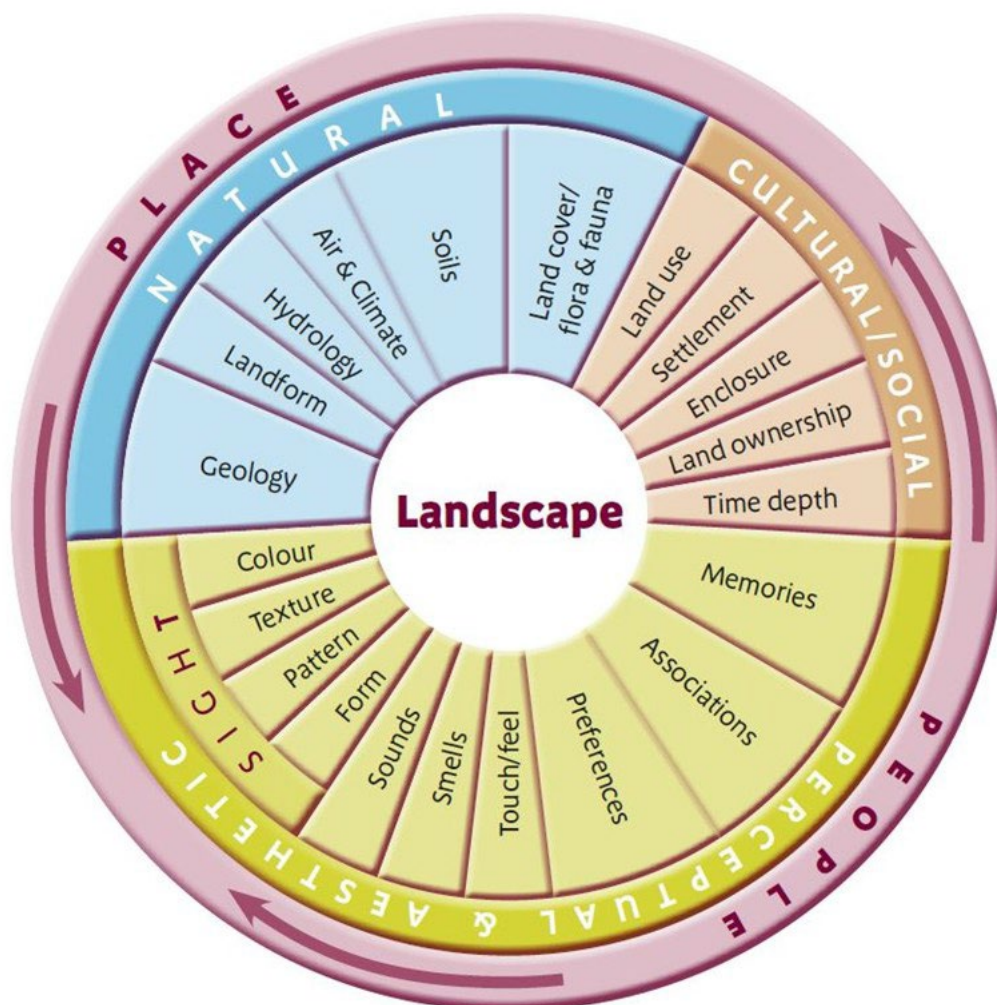 PLACE
NATURAL
CULTURAL/SOCIAL
PEOPLE
PERCEPTUAL & AESTHETIC
SIGHT
Landscape
Geology
Landform
Hydrology
Air & Climate
Soils
Land cover/
flora & fauna
Land use
Settlement
Enclosure
Land ownership
Time depth
Memories
Associations
Preferences
Touch/feel
Smells
Sounds
Form
Pattern
Texture
Colour